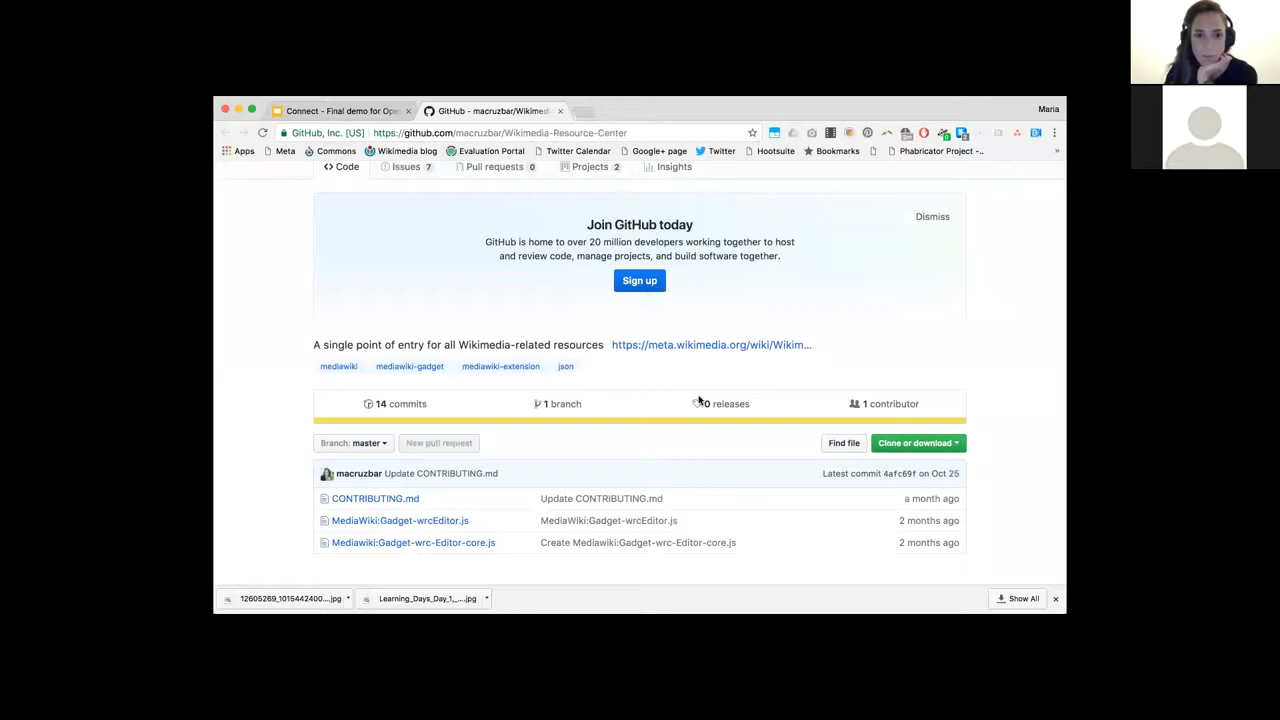 Connect - Final demo for Ope
GitHub - macruzbar/Wikimedi
Maria
GitHub, Inc. [US] https://github.com/macruzbar/Wikimedia-Resource-Center
Apps Meta Commons Wikimedia blog Evaluation Portal Twitter Calendar Google+ page Twitter Hootsuite Bookmarks Phabricator Project -.. »
Code Issues 7 Pull requests 0 Projects 2 Insights
Join GitHub today
Dismiss
GitHub is home to over 20 million developers working together to host
and review code, manage projects, and build software together.
Sign up
A single point of entry for all Wikimedia-related resources https://meta.wikimedia.org/wiki/Wikim...
mediawiki mediawiki-gadget mediawiki-extension json
14 commits 1 branch 0 releases 1 contributor
Branch: master New pull request Find file Clone or download
macruzbar Update CONTRIBUTING.md Latest commit 4afc69f on Oct 25
CONTRIBUTING.md Update CONTRIBUTING.md a month ago
MediaWiki:Gadget-wrcEditor.js MediaWiki:Gadget-wrcEditor.js 2 months ago
Mediawiki:Gadget-wrc-Editor-core.js Create Mediawiki:Gadget-wrc-Editor-core.js 2 months ago
12605269_1015442400....jpg Learning_Days_Day_1_....jpg Show All